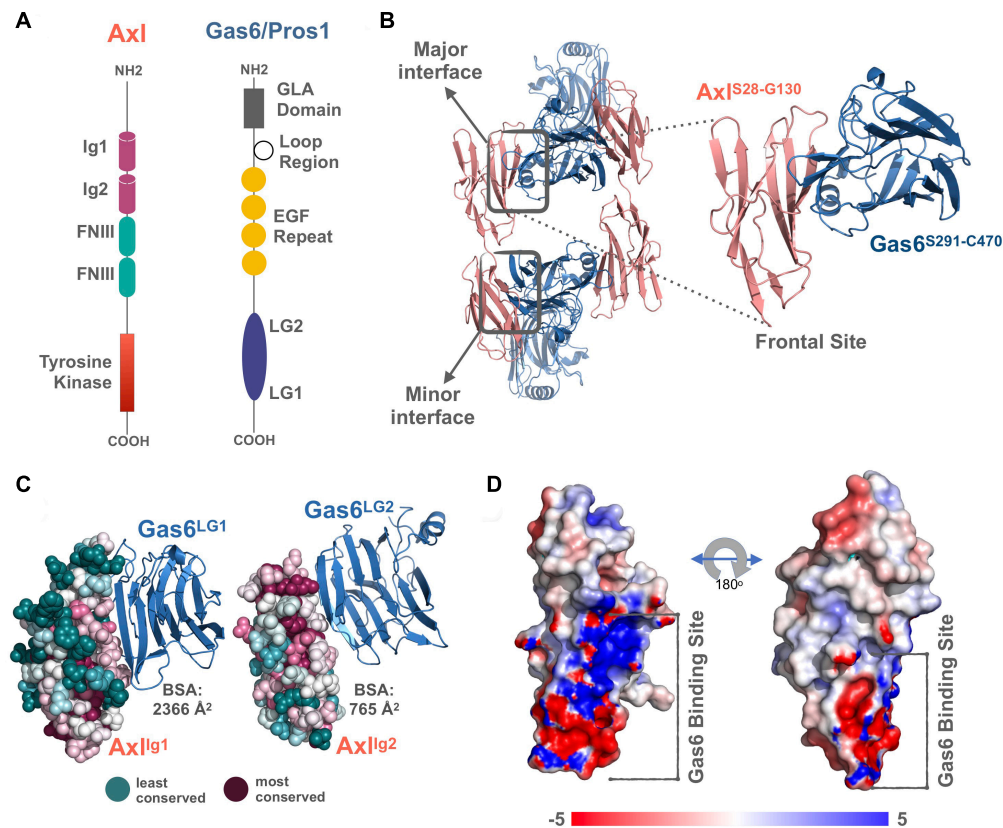 A
Axl
Gas6/Pros1
NH2
NH2
GLA
Domain
Loop
Region
Ig1
Ig2
FNIII
FNIII
EGF
Repeat
LG2
Tyrosine
Kinase
LG1
COOH
COOH
B
Major
interface
Axl^S28-G130
Gas6^S291-C470
Frontal Site
Minor
interface
C
Gas6^LG1
Gas6^LG2
BSA:
2366 Å²
BSA:
765 Å²
Axl^Ig1
Axl^Ig2
least
conserved
most
conserved
D
180°
Gas6 Binding Site
Gas6 Binding Site
-5
5